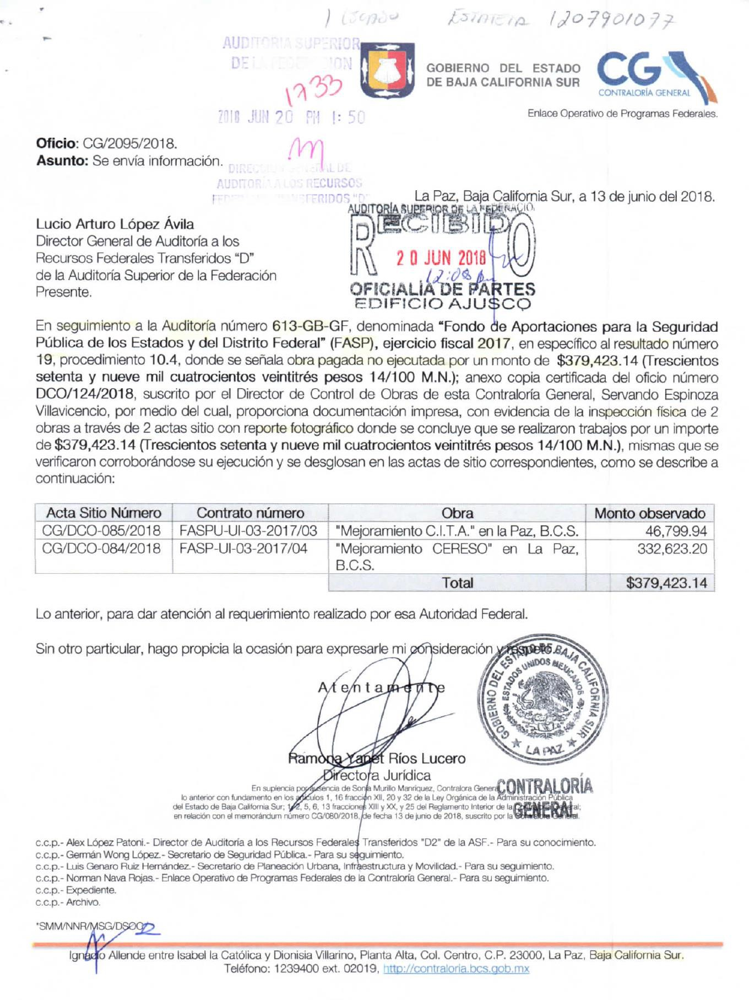 1 LEGADO ESTAFETA 1207901077
AUDITORIA SUPERIOR
DE LA FEDERACION
1733
2018 JUN 20 PM 1:50
GOBIERNO DEL ESTADO
DE BAJA CALIFORNIA SUR
CG
CONTRALORÍA GENERAL
Enlace Operativo de Programas Federales.
Oficio: CG/2095/2018.
Asunto: Se envía información.
DIRECCION GENERAL DE
AUDITORÍA A LOS RECURSOS
FEDERALES TRANSFERIDOS "D"
La Paz, Baja California Sur, a 13 de junio del 2018.
AUDITORÍA SUPERIOR DE LA FEDERACIO
RECIBIDO
20 JUN 2018
12:08 pm
OFICIALÍA DE PARTES
EDIFICIO AJUSCO
Lucio Arturo López Ávila
Director General de Auditoría a los
Recursos Federales Transferidos “D”
de la Auditoría Superior de la Federación
Presente.
En seguimiento a la Auditoría número 613-GB-GF, denominada “Fondo de Aportaciones para la Seguridad
Pública de los Estados y del Distrito Federal” (FASP), ejercicio fiscal 2017, en específico al resultado número
19, procedimiento 10.4, donde se señala obra pagada no ejecutada por un monto de $379,423.14 (Trescientos
setenta y nueve mil cuatrocientos veintitrés pesos 14/100 M.N.); anexo copia certificada del oficio número
DCO/124/2018, suscrito por el Director de Control de Obras de esta Contraloría General, Servando Espinoza
Villavicencio, por medio del cual, proporciona documentación impresa, con evidencia de la inspección física de 2
obras a través de 2 actas sitio con reporte fotográfico donde se concluye que se realizaron trabajos por un importe
de $379,423.14 (Trescientos setenta y nueve mil cuatrocientos veintitrés pesos 14/100 M.N.), mismas que se
verificaron corroborándose su ejecución y se desglosan en las actas de sitio correspondientes, como se describe a
continuación:
Acta Sitio Número Contrato número Obra Monto observado
CG/DCO-085/2018 FASPU-UI-03-2017/03 "Mejoramiento C.I.T.A." en la Paz, B.C.S. 46,799.94
CG/DCO-084/2018 FASP-UI-03-2017/04 "Mejoramiento CERESO" en La Paz, 332,623.20
B.C.S.
Total $379,423.14
Lo anterior, para dar atención al requerimiento realizado por esa Autoridad Federal.
Sin otro particular, hago propicia la ocasión para expresarle mi consideración y respeto.
Atentamente
GOBIERNO DEL ESTADO DE BAJA CALIFORNIA SUR
ESTADOS UNIDOS MEXICANOS
LA PAZ
CONTRALORÍA
GENERAL
Ramona Yanet Ríos Lucero
Directora Jurídica
En suplencia por ausencia de Sonia Murillo Manríquez, Contralora General,
lo anterior con fundamento en los artículos 1, 16 fracción XII, 20 y 32 de la Ley Orgánica de la Administración Pública
del Estado de Baja California Sur; 1, 2, 5, 6, 13 fracciones XIII y XX, y 25 del Reglamento Interior de la Contraloría General;
en relación con el memorándum número CG/080/2018, de fecha 13 de junio de 2018, suscrito por la Contralora General.
c.c.p.- Alex López Patoni.- Director de Auditoría a los Recursos Federales Transferidos "D2" de la ASF.- Para su conocimiento.
c.c.p.- Germán Wong López.- Secretario de Seguridad Pública.- Para su seguimiento.
c.c.p.- Luis Genaro Ruiz Hernández.- Secretario de Planeación Urbana, Infraestructura y Movilidad.- Para su seguimiento.
c.c.p.- Norman Nava Rojas.- Enlace Operativo de Programas Federales de la Contraloría General.- Para su seguimiento.
c.c.p.- Expediente.
c.c.p.- Archivo.
*SMM/NNR/MSG/DSOC
Ignacio Allende entre Isabel la Católica y Dionisia Villarino, Planta Alta, Col. Centro, C.P. 23000, La Paz, Baja California Sur.
Teléfono: 1239400 ext. 02019, http://contraloria.bcs.gob.mx